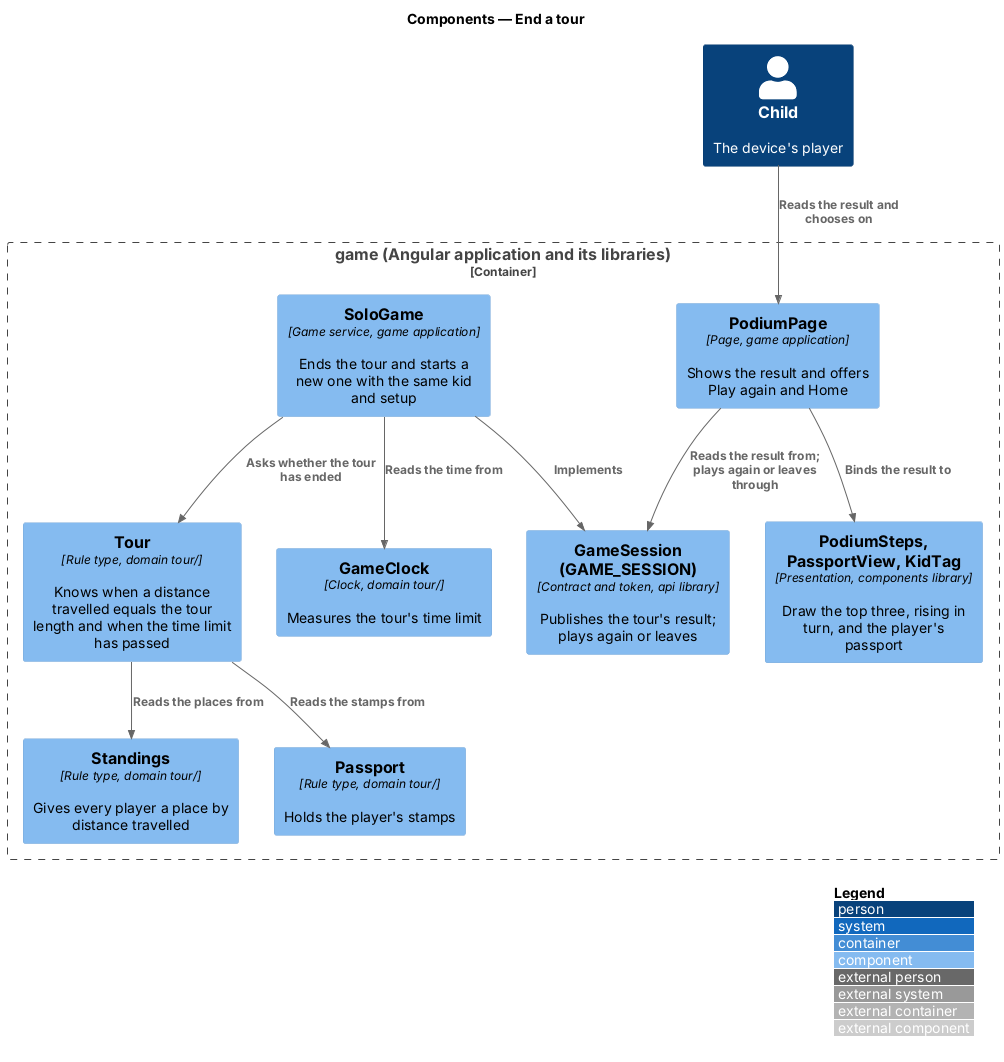 Components — End a tour
Child
The device's player
Reads the result and
chooses on
game (Angular application and its libraries)
[Container]
SoloGame
[Game service, game application]
Ends the tour and starts a
new one with the same kid
and setup
PodiumPage
[Page, game application]
Shows the result and offers
Play again and Home
Asks whether the tour
has ended
Reads the time from
Implements
Reads the result from;
plays again or leaves
through
Binds the result to
Tour
[Rule type, domain tour/]
Knows when a distance
travelled equals the tour
length and when the time limit
has passed
GameClock
[Clock, domain tour/]
Measures the tour's time limit
GameSession
(GAME_SESSION)
[Contract and token, api library]
Publishes the tour's result;
plays again or leaves
PodiumSteps,
PassportView, KidTag
[Presentation, components library]
Draw the top three, rising in
turn, and the player's
passport
Reads the places from
Reads the stamps from
Standings
[Rule type, domain tour/]
Gives every player a place by
distance travelled
Passport
[Rule type, domain tour/]
Holds the player's stamps
Legend
person
system
container
component
external person
external system
external container
external component